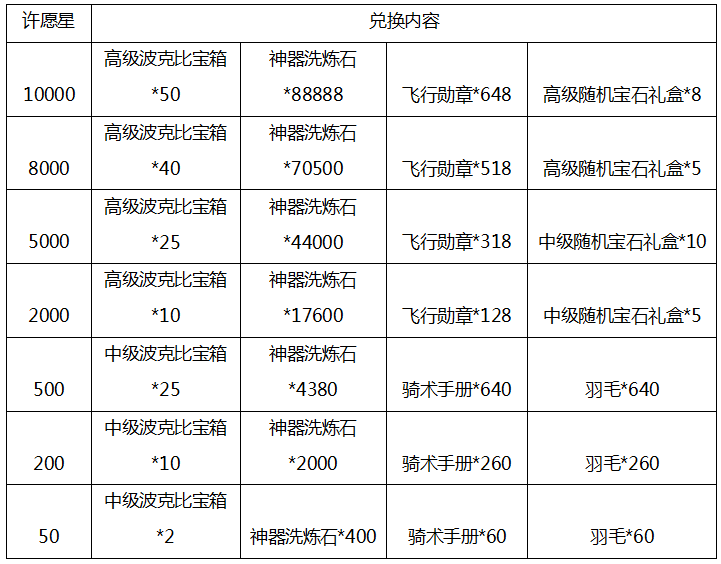 许愿星 兑换内容
高级波克比宝箱 神器洗炼石
10000 *50 *88888 飞行勋章*648 高级随机宝石礼盒*8
高级波克比宝箱 神器洗炼石
8000 *40 *70500 飞行勋章*518 高级随机宝石礼盒*5
高级波克比宝箱 神器洗炼石
5000 *25 *44000 飞行勋章*318 中级随机宝石礼盒*10
高级波克比宝箱 神器洗炼石
2000 *10 *17600 飞行勋章*128 中级随机宝石礼盒*5
中级波克比宝箱 神器洗炼石
500 *25 *4380 骑术手册*640 羽毛*640
中级波克比宝箱 神器洗炼石
200 *10 *2000 骑术手册*260 羽毛*260
中级波克比宝箱
50 *2 神器洗炼石*400 骑术手册*60 羽毛*60